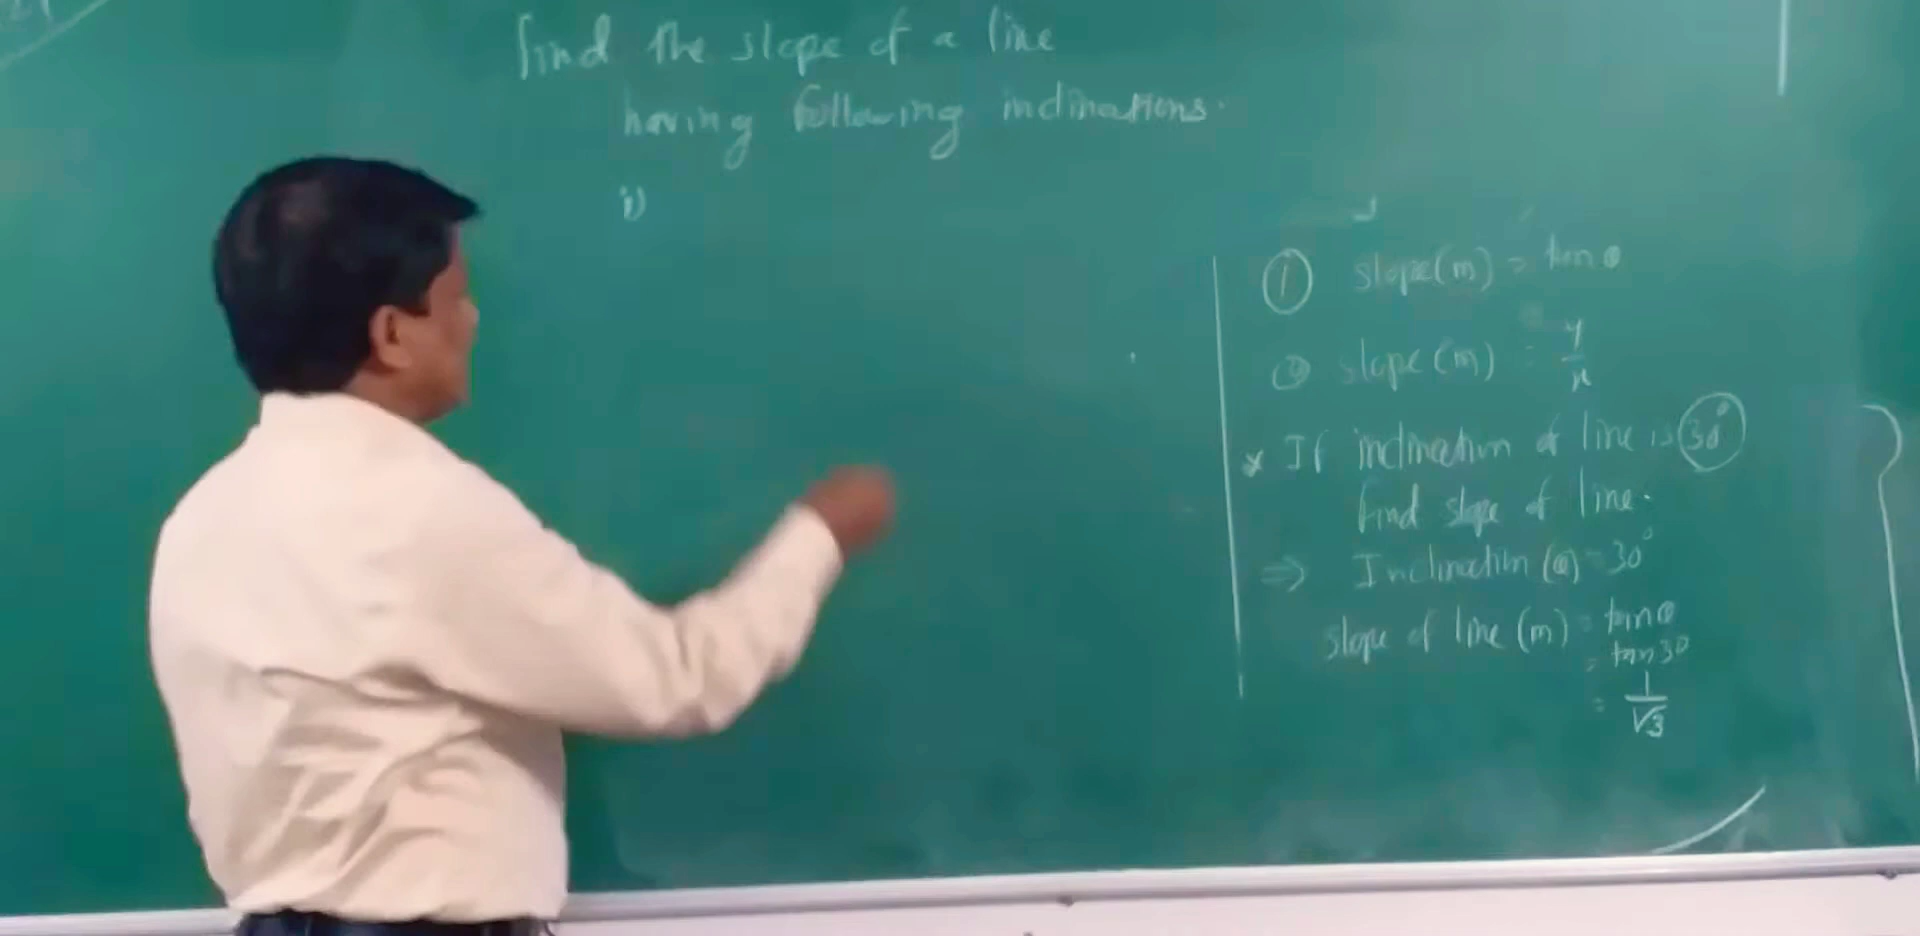 find the slope of a line
having following inclinations.
i)
① slope(m) = tan θ
② slope(m) = y/x
* If inclination of line is 30°
find slope of line.
⇒ Inclination (θ) = 30°
slope of line (m) = tan θ
= tan 30
= 1/√3